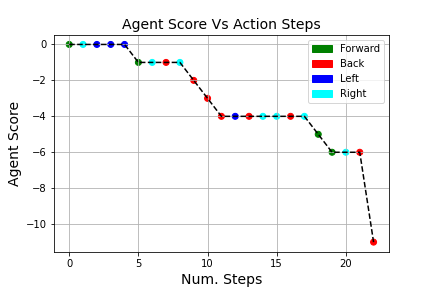 Agent Score Vs Action Steps
Agent Score
0
−2
−4
−6
−8
−10
Forward
Back
Left
Right
0 5 10 15 20
Num. Steps